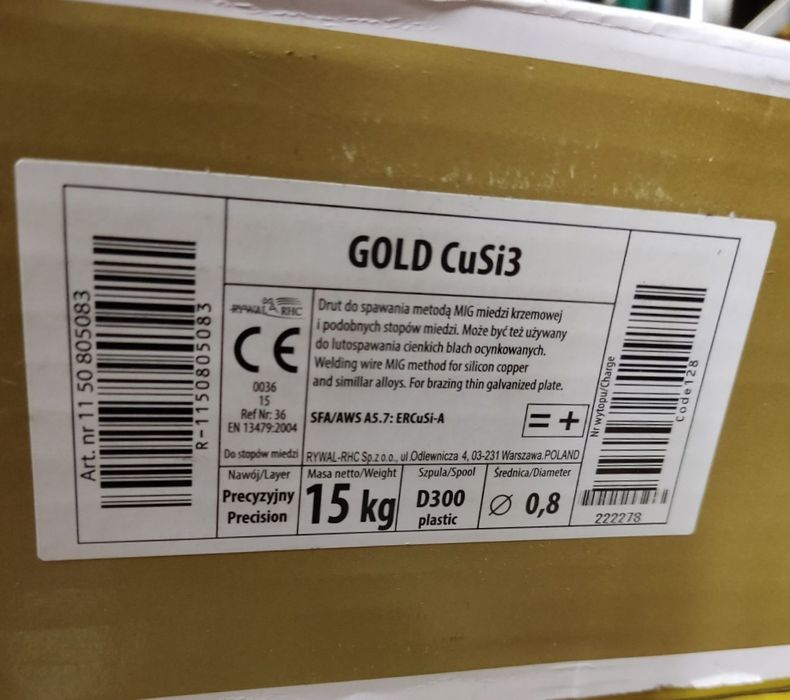 Art. nr 11 50 805083
R-1150805083
GOLD CuSi3
RYWAL RHC
CE
0036
15
Ref Nr: 36
EN 13479:2004
Do stopów miedzi
Drut do spawania metodą MIG miedzi krzemowej
i podobnych stopów miedzi. Może być też używany
do lutospawania cienkich blach ocynkowanych.
Welding wire MIG method for silicon copper
and simillar alloys. For brazing thin galvanized plate.
SFA/AWS A5.7: ERCuSi-A
= +
RYWAL-RHC Sp.z o.o., ul.Odlewnicza 4, 03-231 Warszawa.POLAND
Nawój/Layer
Precyzyjny
Precision
Masa netto/Weight
15 kg
Szpula/Spool
D300
plastic
Średnica/Diameter
∅ 0,8
Nr wytopu/Charge
Code128
222278